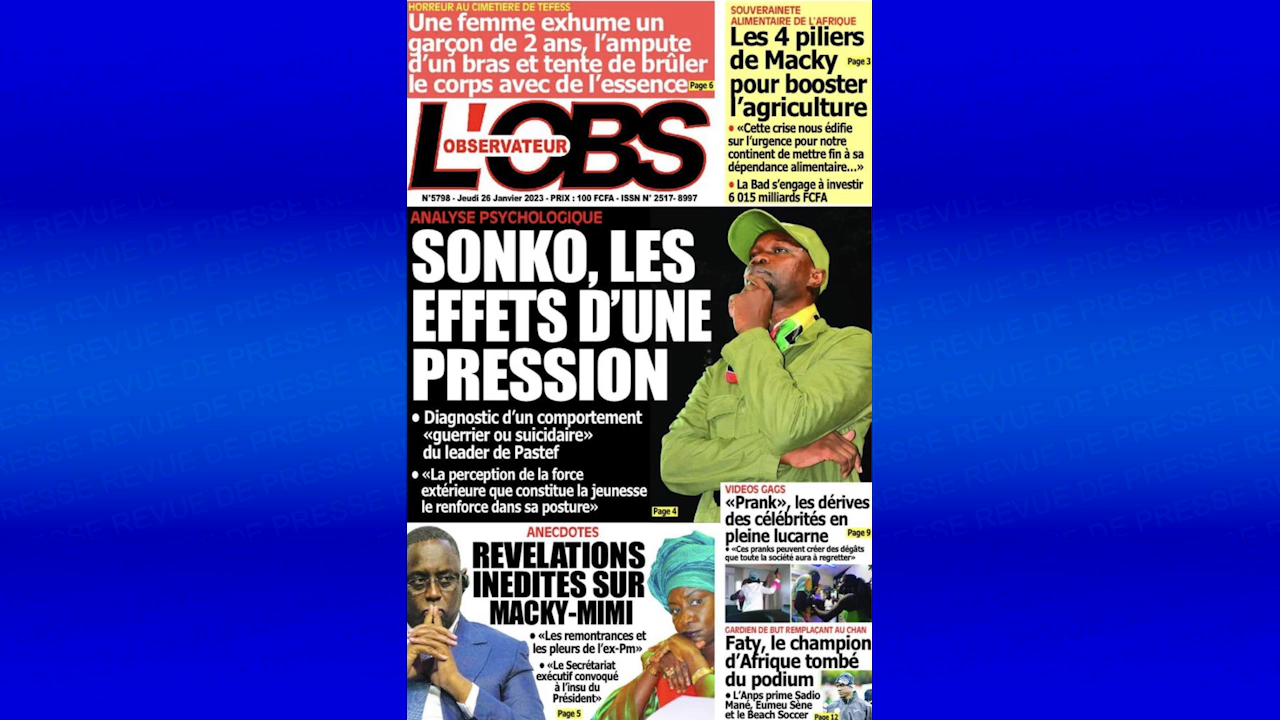 HORREUR AU CIMETIERE DE TEFESS
Une femme exhume un
garçon de 2 ans, l’ampute
d’un bras et tente de brûler
le corps avec de l’essence
Page 6
SOUVERAINETE
ALIMENTAIRE DE L’AFRIQUE
Les 4 piliers
de Macky
Page 3
pour booster
l’agriculture
• «Cette crise nous édifie
sur l’urgence pour notre
continent de mettre fin à sa
dépendance alimentaire...»
• La Bad s’engage à investir
6 015 milliards FCFA
L'OBS
OBSERVATEUR
N°5798 - Jeudi 26 Janvier 2023 - PRIX : 100 FCFA - ISSN N° 2517- 8997
ANALYSE PSYCHOLOGIQUE
SONKO, LES
EFFETS D’UNE
PRESSION
• Diagnostic d’un comportement
«guerrier ou suicidaire»
du leader de Pastef
• «La perception de la force
extérieure que constitue la jeunesse
le renforce dans sa posture»
Page 4
ANECDOTES
REVELATIONS
INEDITES SUR
MACKY-MIMI
• «Les remontrances et
les pleurs de l’ex-Pm»
• «Le Secrétariat
exécutif convoqué
à l’insu du
Président»
Page 5
VIDEOS GAGS
«Prank», les dérives
des célébrités en
pleine lucarne
Page 9
• «Ces pranks peuvent créer des dégâts
que toute la société aura à regretter»
GARDIEN DE BUT REMPLAÇANT AU CHAN
Faty, le champion
d’Afrique tombé
du podium
• L’Anps prime Sadio
Mané, Eumeu Sène
et le Beach Soccer
Page 12
REVUE DE PRESSE REVUE DE PRESSE